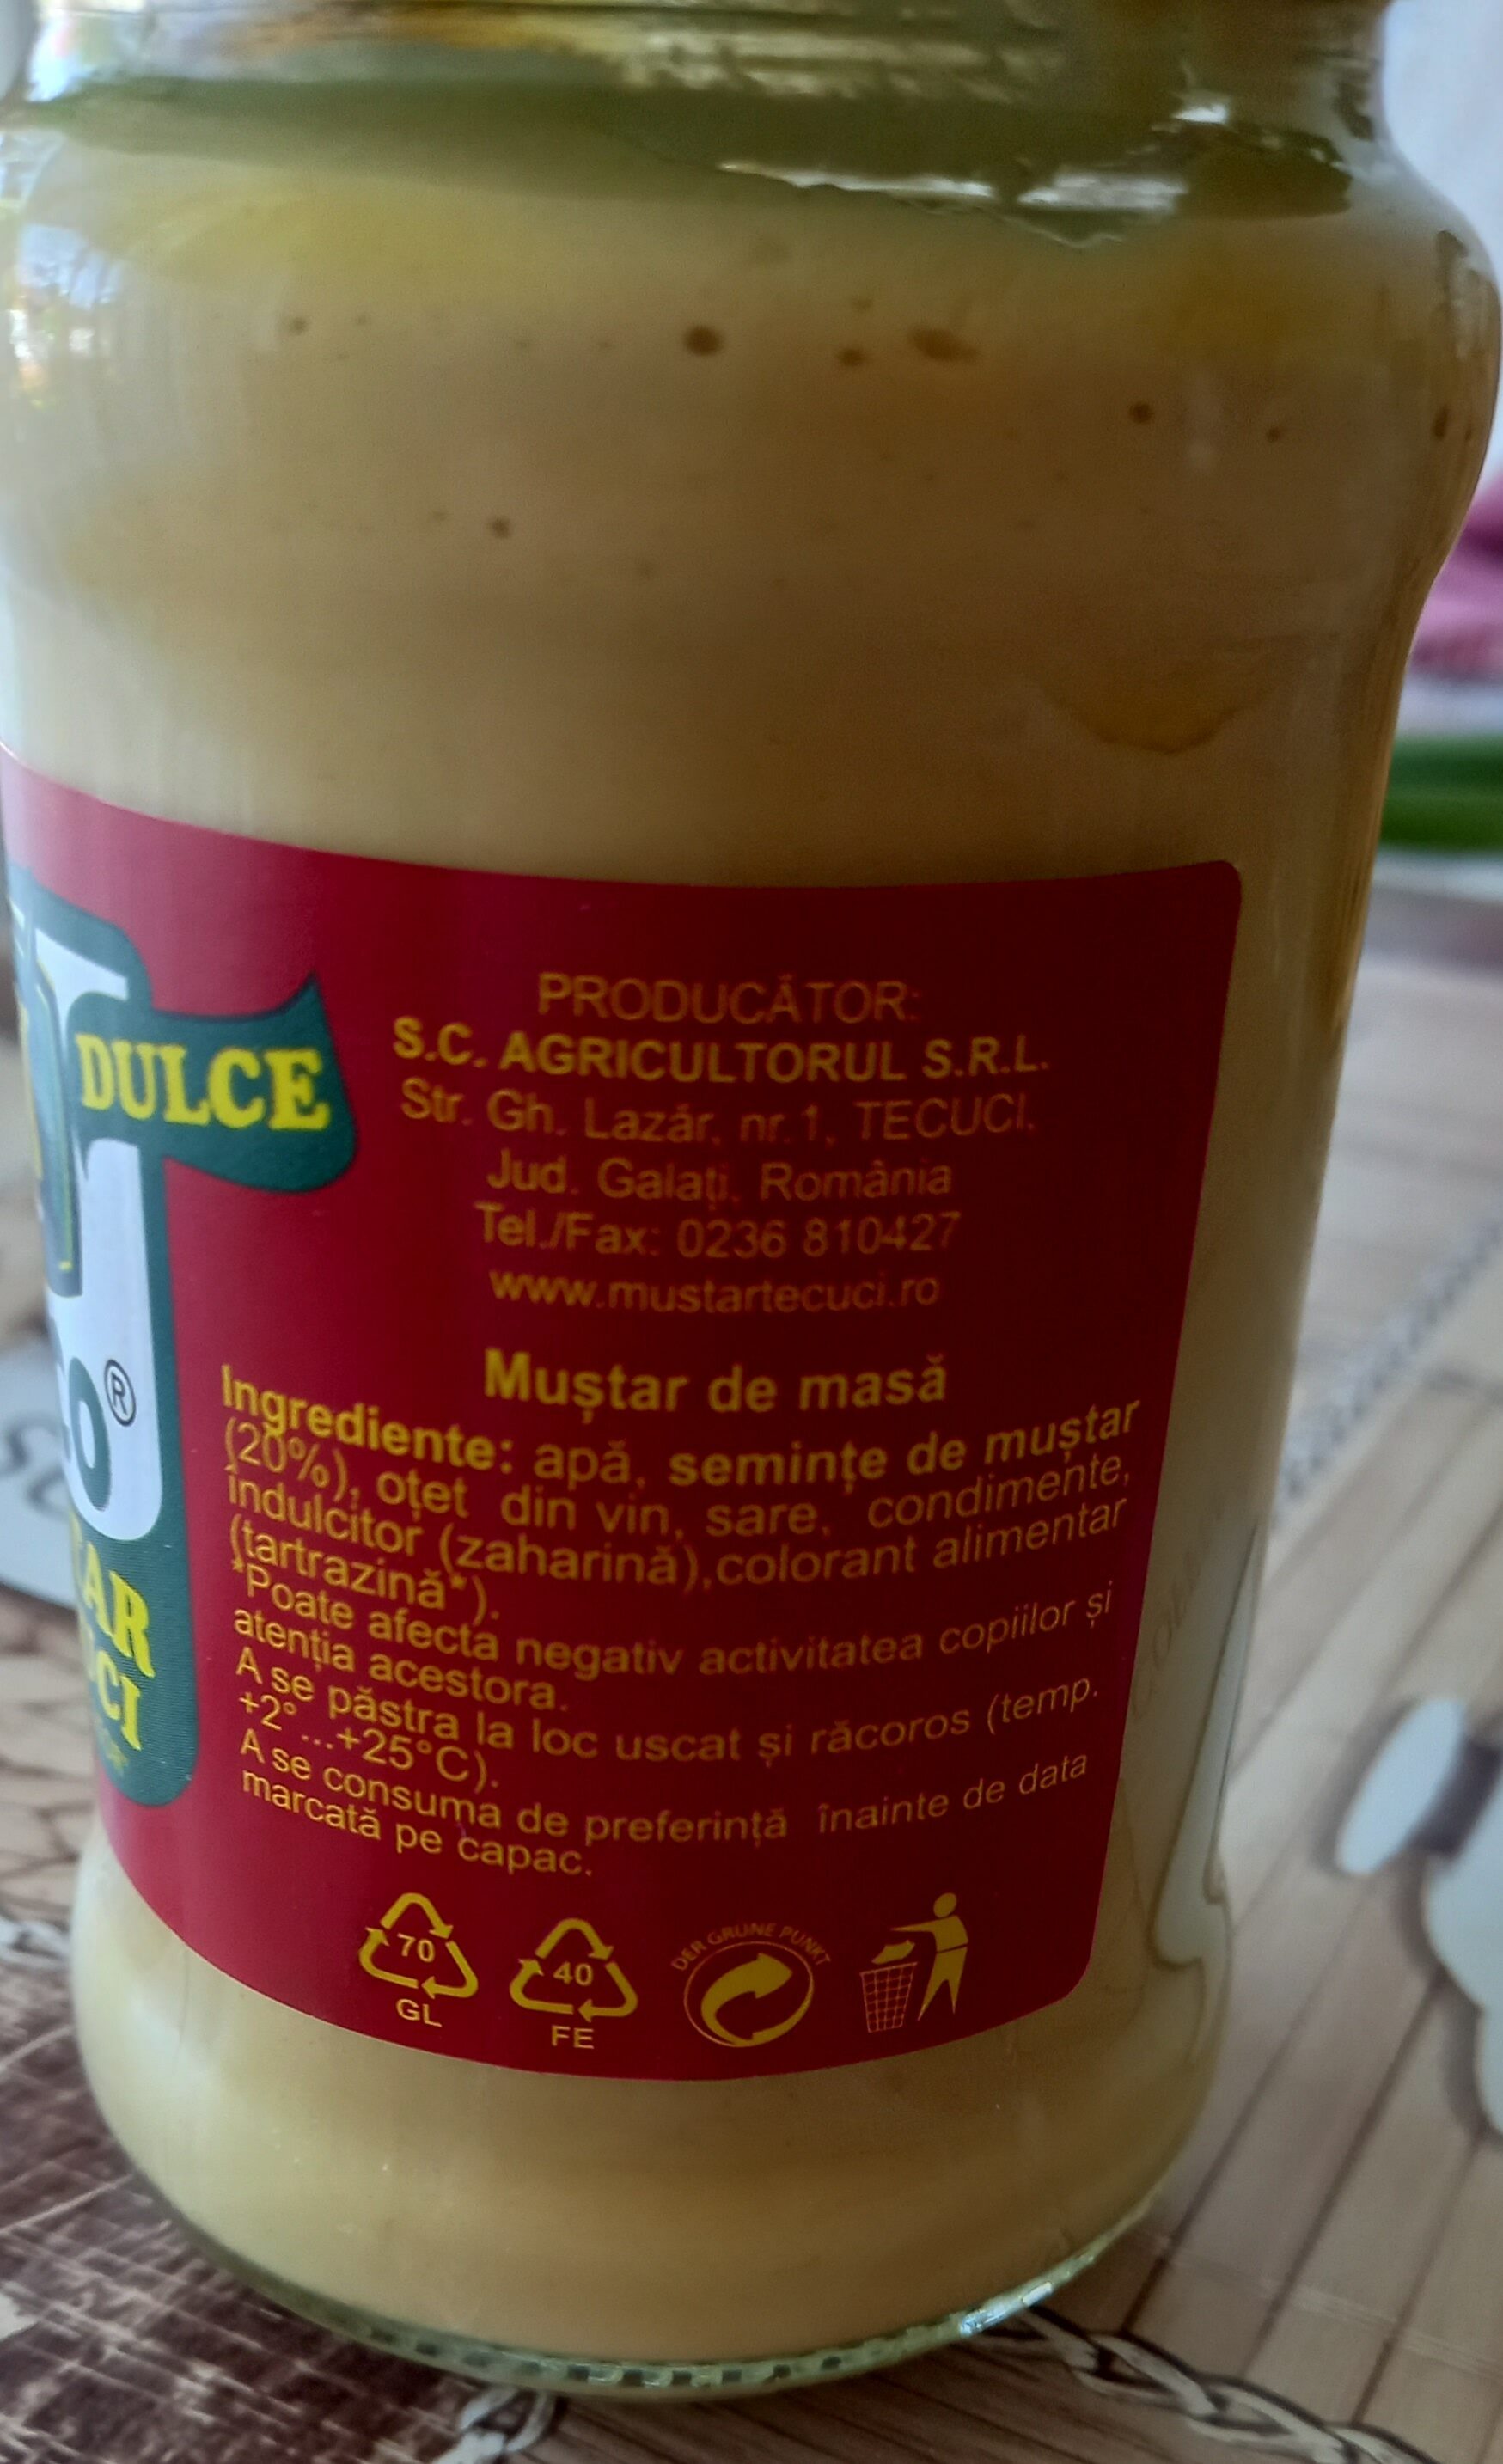 DULCE
®
PRODUCĂTOR:
S.C. AGRICULTORUL S.R.L.
Str. Gh. Lazăr, nr.1, TECUCI,
Jud. Galați, România
Tel./Fax: 0236 810427
www.mustartecuci.ro
Muștar de masă
Ingrediente: apă, semințe de muștar
(20%), oțet din vin, sare, condimente,
îndulcitor (zaharină),colorant alimentar
(tartrazină*).
*Poate afecta negativ activitatea copiilor și
atenția acestora.
A se păstra la loc uscat și răcoros (temp.
+2°...+25°C).
A se consuma de preferință înainte de data
marcată pe capac.
70
GL
40
FE
DER GRÜNE PUNKT